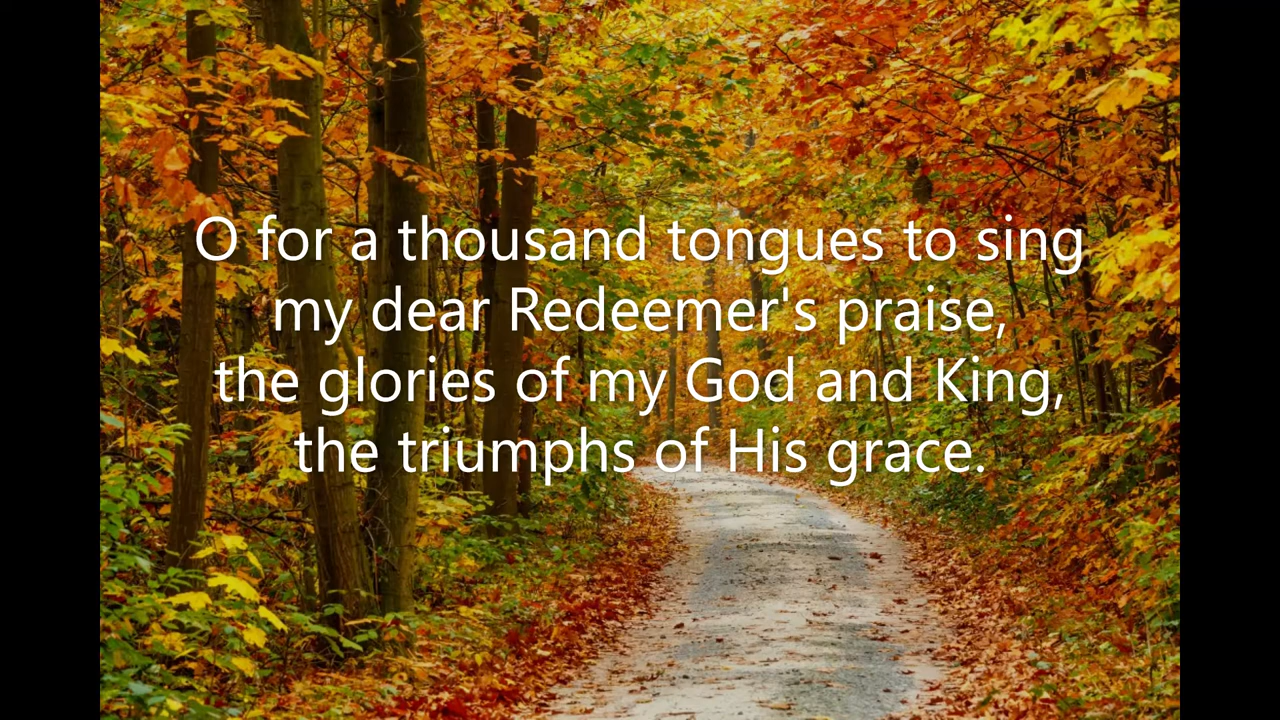 O for a thousand tongues to sing
my dear Redeemer's praise,
the glories of my God and King,
the triumphs of His grace.